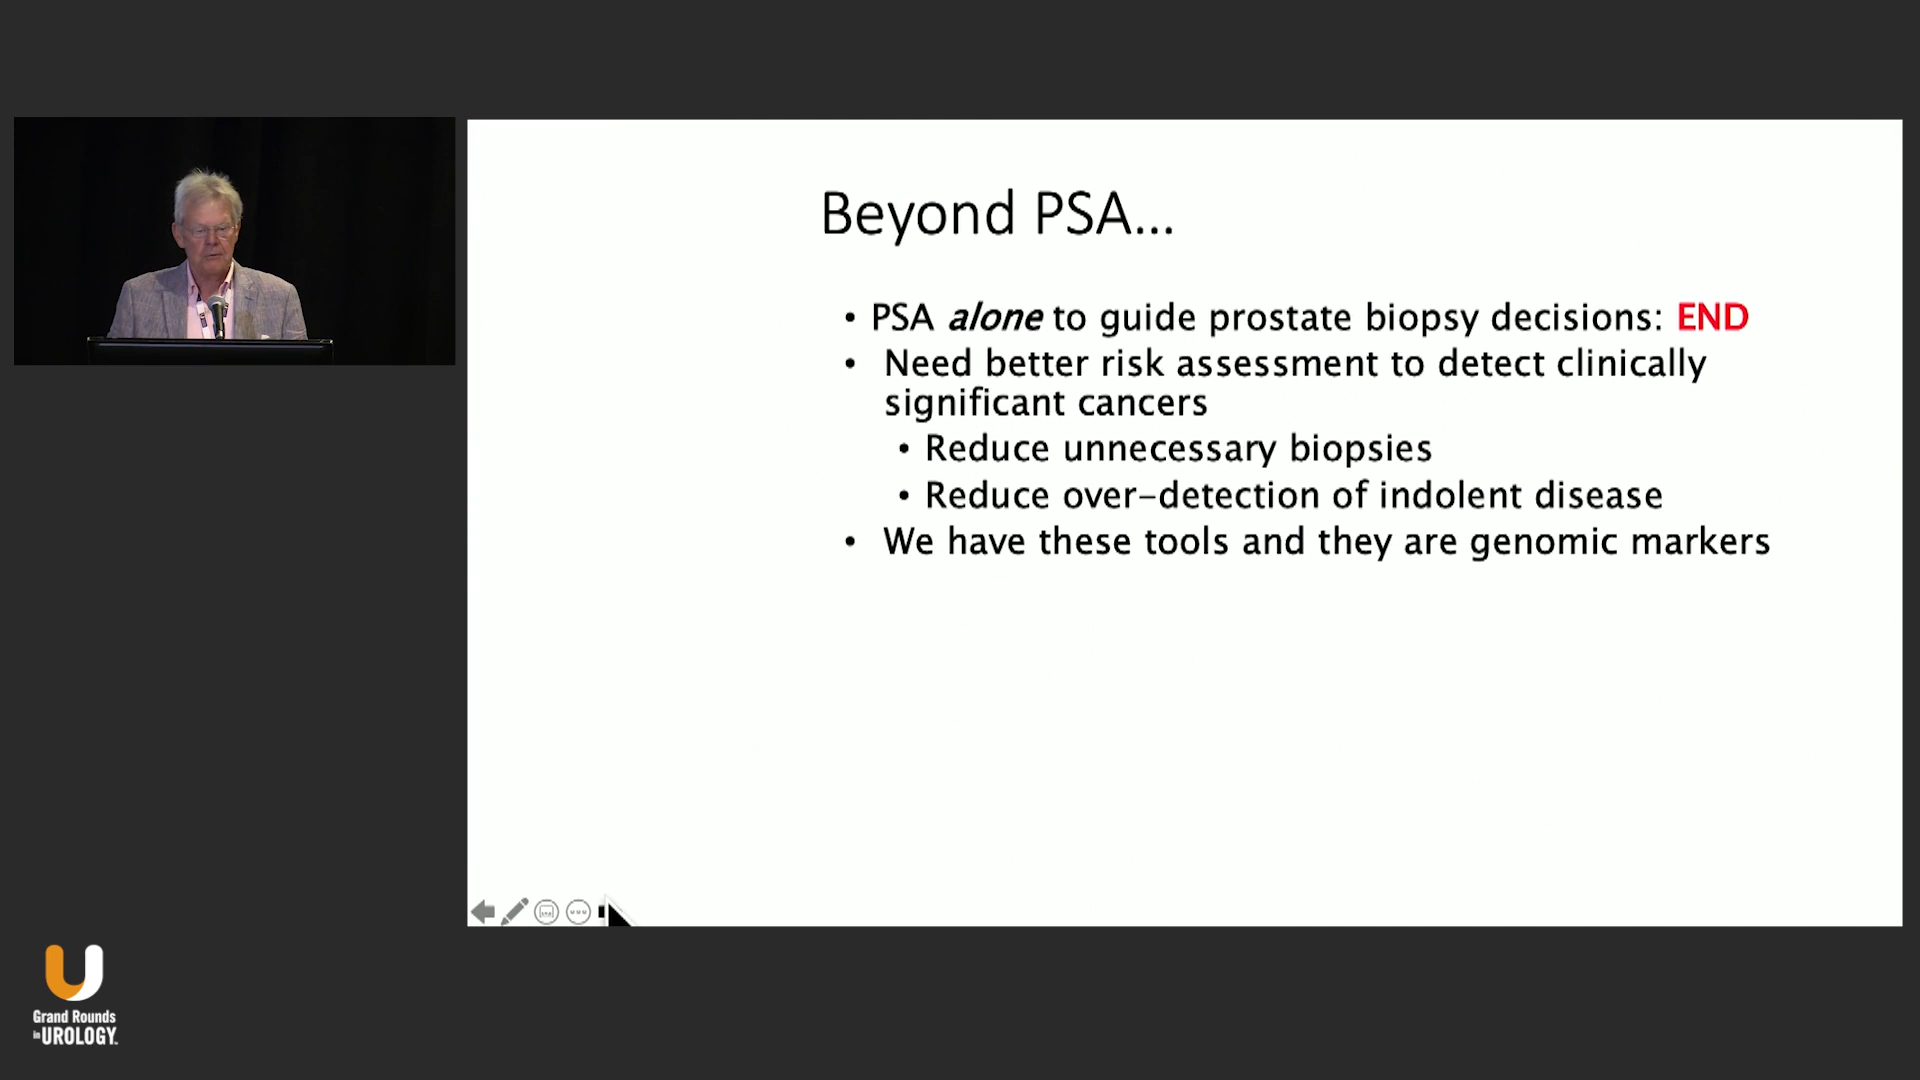 Beyond PSA...
• PSA alone to guide prostate biopsy decisions: END
• Need better risk assessment to detect clinically
significant cancers
• Reduce unnecessary biopsies
• Reduce over-detection of indolent disease
• We have these tools and they are genomic markers
Grand Rounds
in UROLOGY